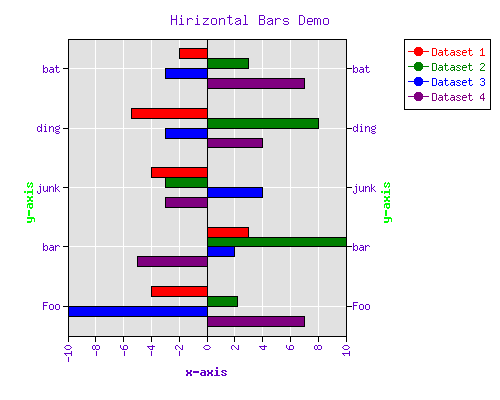 Hirizontal Bars Demo
Dataset 1
Dataset 2
Dataset 3
Dataset 4
bat bat
ding ding
junk junk
y-axis y-axis
bar bar
Foo Foo
-10 -8 -6 -4 -2 0 2 4 6 8 10
x-axis